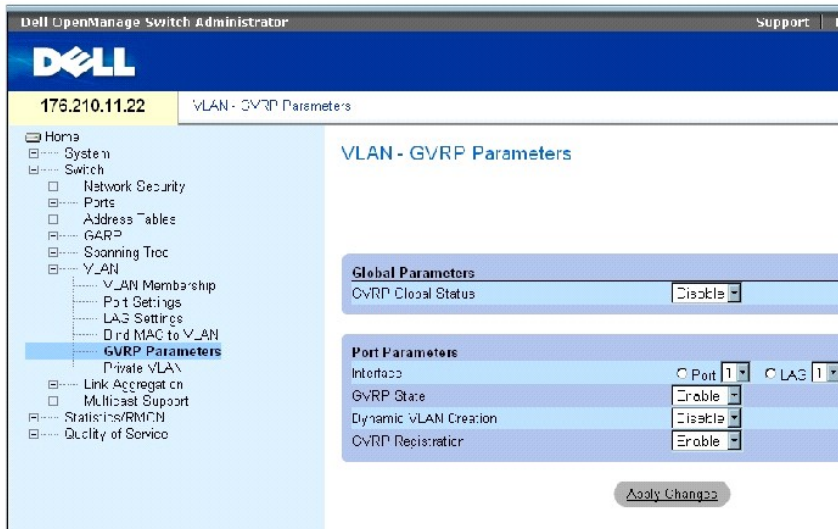 Dell OpenManage Switch Administrator
Support
DELL
176.210.11.22
VLAN - GVRP Parameters
Home
System
Switch
Network Security
Ports
Address Tables
GARP
Spanning Tree
VLAN
VLAN Membership
Port Settings
LAG Settings
Bind MAC to VLAN
GVRP Parameters
Private VLAN
Link Aggregation
Multicast Support
Statistics/RMON
Quality of Service
VLAN - GVRP Parameters
Global Parameters
GVRP Global Status Disable
Port Parameters
Interface Port 1 LAG 1
GVRP State Enable
Dynamic VLAN Creation Disable
GVRP Registration Enable
Apply Changes